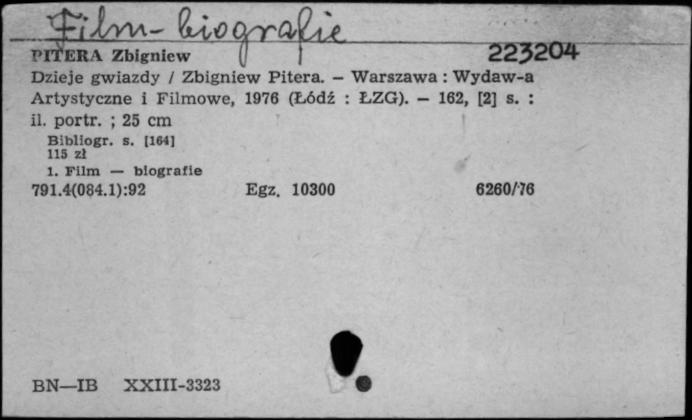 Film - biografie
PITERA Zbigniew 223204
Dzieje gwiazdy / Zbigniew Pitera. — Warszawa : Wydaw-a
Artystyczne i Filmowe, 1976 (Łódź : ŁZG). — 162, [2] s. :
il. portr. ; 25 cm
Bibliogr. s. [164]
115 zł
1. Film — biografie
791.4(084.1):92 Egz. 10300 6260/76
BN—IB XXIII-3323